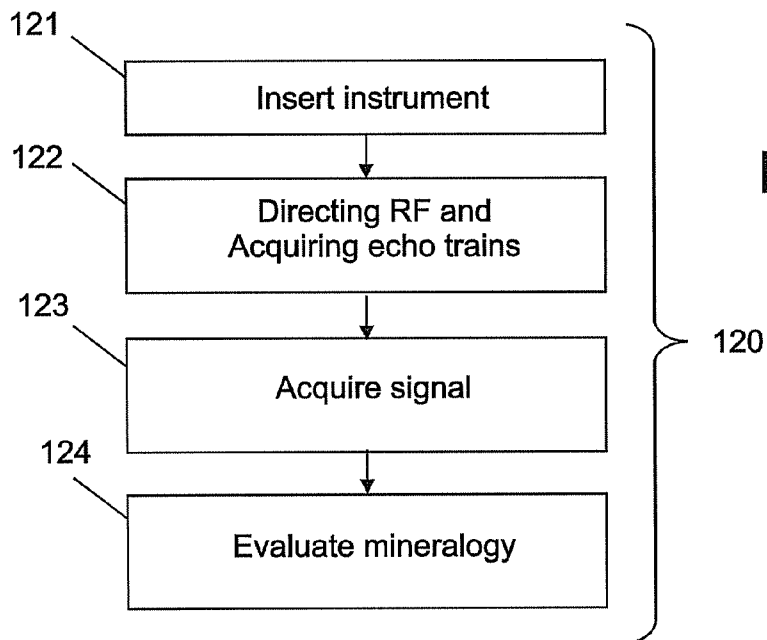 121
Insert instrument
122
Directing RF and
Acquiring echo trains
123
Acquire signal
120
124
Evaluate mineralogy